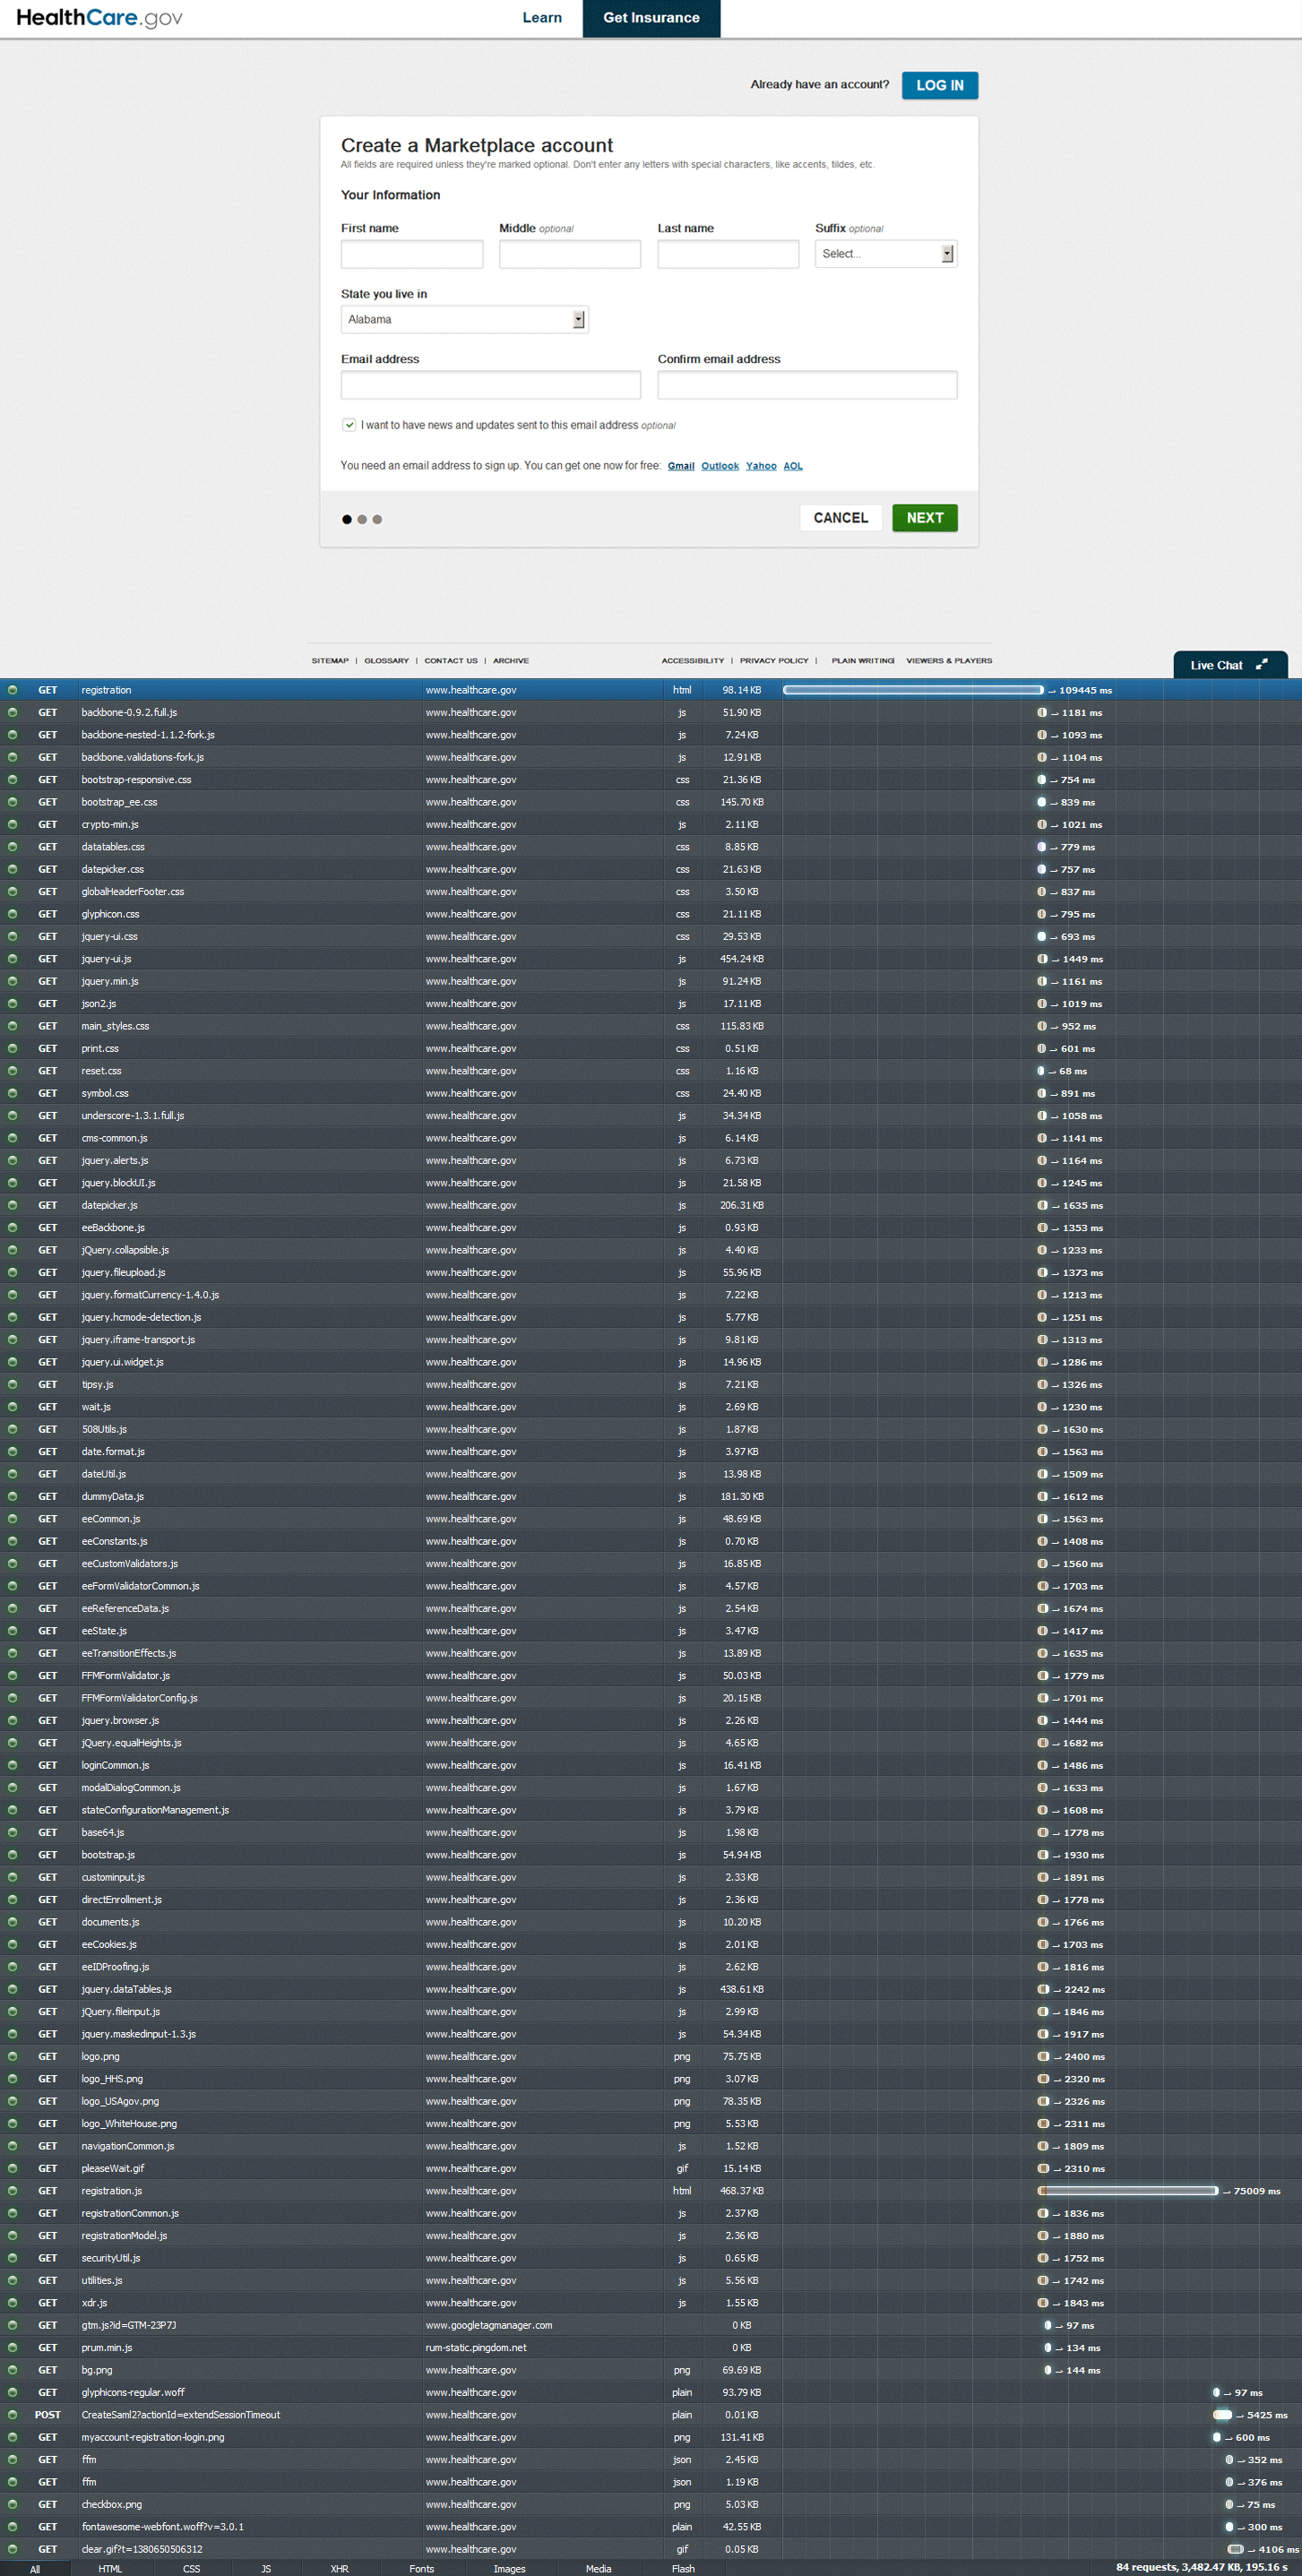 HealthCare.gov Learn Get Insurance
Already have an account? LOG IN
Create a Marketplace account
All fields are required unless they're marked optional. Don't enter any letters with special characters, like accents, tildes, etc.
Your Information
First name Middle optional Last name Suffix optional
Select...
State you live in
Alabama
Email address Confirm email address
I want to have news and updates sent to this email address optional
You need an email address to sign up. You can get one now for free: Gmail Outlook Yahoo AOL
CANCEL NEXT
SITEMAP | GLOSSARY | CONTACT US | ARCHIVE ACCESSIBILITY | PRIVACY POLICY | PLAIN WRITING VIEWERS & PLAYERS
Live Chat
GET registration www.healthcare.gov html 98.14 KB → 109445 ms
GET backbone-0.9.2.full.js www.healthcare.gov js 51.90 KB → 1181 ms
GET backbone-nested-1.1.2-fork.js www.healthcare.gov js 7.24 KB → 1093 ms
GET backbone.validations-fork.js www.healthcare.gov js 12.91 KB → 1104 ms
GET bootstrap-responsive.css www.healthcare.gov css 21.36 KB → 754 ms
GET bootstrap_ee.css www.healthcare.gov css 145.70 KB → 839 ms
GET crypto-min.js www.healthcare.gov js 2.11 KB → 1021 ms
GET datatables.css www.healthcare.gov css 8.85 KB → 779 ms
GET datepicker.css www.healthcare.gov css 21.63 KB → 757 ms
GET globalHeaderFooter.css www.healthcare.gov css 3.50 KB → 837 ms
GET glyphicon.css www.healthcare.gov css 21.11 KB → 795 ms
GET jquery-ui.css www.healthcare.gov css 29.53 KB → 693 ms
GET jquery-ui.js www.healthcare.gov js 454.24 KB → 1449 ms
GET jquery.min.js www.healthcare.gov js 91.24 KB → 1161 ms
GET json2.js www.healthcare.gov js 17.11 KB → 1019 ms
GET main_styles.css www.healthcare.gov css 115.83 KB → 952 ms
GET print.css www.healthcare.gov css 0.51 KB → 601 ms
GET reset.css www.healthcare.gov css 1.16 KB → 68 ms
GET symbol.css www.healthcare.gov css 24.40 KB → 891 ms
GET underscore-1.3.1.full.js www.healthcare.gov js 34.34 KB → 1058 ms
GET cms-common.js www.healthcare.gov js 6.14 KB → 1141 ms
GET jquery.alerts.js www.healthcare.gov js 6.73 KB → 1164 ms
GET jquery.blockUI.js www.healthcare.gov js 21.58 KB → 1245 ms
GET datepicker.js www.healthcare.gov js 206.31 KB → 1635 ms
GET eeBackbone.js www.healthcare.gov js 0.93 KB → 1353 ms
GET jQuery.collapsible.js www.healthcare.gov js 4.40 KB → 1233 ms
GET jquery.fileupload.js www.healthcare.gov js 55.96 KB → 1373 ms
GET jquery.formatCurrency-1.4.0.js www.healthcare.gov js 7.22 KB → 1213 ms
GET jquery.hcmode-detection.js www.healthcare.gov js 5.77 KB → 1251 ms
GET jquery.iframe-transport.js www.healthcare.gov js 9.81 KB → 1313 ms
GET jquery.ui.widget.js www.healthcare.gov js 14.96 KB → 1286 ms
GET tipsy.js www.healthcare.gov js 7.21 KB → 1326 ms
GET wait.js www.healthcare.gov js 2.69 KB → 1230 ms
GET 508Utils.js www.healthcare.gov js 1.87 KB → 1630 ms
GET date.format.js www.healthcare.gov js 3.97 KB → 1563 ms
GET dateUtil.js www.healthcare.gov js 13.98 KB → 1509 ms
GET dummyData.js www.healthcare.gov js 181.30 KB → 1612 ms
GET eeCommon.js www.healthcare.gov js 48.69 KB → 1563 ms
GET eeConstants.js www.healthcare.gov js 0.70 KB → 1408 ms
GET eeCustomValidators.js www.healthcare.gov js 16.85 KB → 1560 ms
GET eeFormValidatorCommon.js www.healthcare.gov js 4.57 KB → 1703 ms
GET eeReferenceData.js www.healthcare.gov js 2.54 KB → 1674 ms
GET eeState.js www.healthcare.gov js 3.47 KB → 1417 ms
GET eeTransitionEffects.js www.healthcare.gov js 13.89 KB → 1635 ms
GET FFMFormValidator.js www.healthcare.gov js 50.03 KB → 1779 ms
GET FFMFormValidatorConfig.js www.healthcare.gov js 20.15 KB → 1701 ms
GET jquery.browser.js www.healthcare.gov js 2.26 KB → 1444 ms
GET jQuery.equalHeights.js www.healthcare.gov js 4.65 KB → 1682 ms
GET loginCommon.js www.healthcare.gov js 16.41 KB → 1486 ms
GET modalDialogCommon.js www.healthcare.gov js 1.67 KB → 1633 ms
GET stateConfigurationManagement.js www.healthcare.gov js 3.79 KB → 1608 ms
GET base64.js www.healthcare.gov js 1.98 KB → 1778 ms
GET bootstrap.js www.healthcare.gov js 54.94 KB → 1930 ms
GET custominput.js www.healthcare.gov js 2.33 KB → 1891 ms
GET directEnrollment.js www.healthcare.gov js 2.36 KB → 1778 ms
GET documents.js www.healthcare.gov js 10.20 KB → 1766 ms
GET eeCookies.js www.healthcare.gov js 2.01 KB → 1703 ms
GET eeIDProofing.js www.healthcare.gov js 2.62 KB → 1816 ms
GET jquery.dataTables.js www.healthcare.gov js 438.61 KB → 2242 ms
GET jQuery.fileinput.js www.healthcare.gov js 2.99 KB → 1846 ms
GET jquery.maskedinput-1.3.js www.healthcare.gov js 54.34 KB → 1917 ms
GET logo.png www.healthcare.gov png 75.75 KB → 2400 ms
GET logo_HHS.png www.healthcare.gov png 3.07 KB → 2320 ms
GET logo_USAgov.png www.healthcare.gov png 78.35 KB → 2326 ms
GET logo_WhiteHouse.png www.healthcare.gov png 5.53 KB → 2311 ms
GET navigationCommon.js www.healthcare.gov js 1.52 KB → 1809 ms
GET pleaseWait.gif www.healthcare.gov gif 15.14 KB → 2310 ms
GET registration.js www.healthcare.gov html 468.37 KB → 75009 ms
GET registrationCommon.js www.healthcare.gov js 2.37 KB → 1836 ms
GET registrationModel.js www.healthcare.gov js 2.36 KB → 1880 ms
GET securityUtil.js www.healthcare.gov js 0.65 KB → 1752 ms
GET utilities.js www.healthcare.gov js 5.56 KB → 1742 ms
GET xdr.js www.healthcare.gov js 1.55 KB → 1843 ms
GET gtm.js?id=GTM-23P7J www.googletagmanager.com 0 KB → 97 ms
GET prum.min.js rum-static.pingdom.net 0 KB → 134 ms
GET bg.png www.healthcare.gov png 69.69 KB → 144 ms
GET glyphicons-regular.woff www.healthcare.gov plain 93.79 KB → 97 ms
POST CreateSaml2?actionId=extendSessionTimeout www.healthcare.gov plain 0.01 KB → 5425 ms
GET myaccount-registration-login.png www.healthcare.gov png 131.41 KB → 600 ms
GET ffm www.healthcare.gov json 2.45 KB → 352 ms
GET ffm www.healthcare.gov json 1.19 KB → 376 ms
GET checkbox.png www.healthcare.gov png 5.03 KB → 75 ms
GET fontawesome-webfont.woff?v=3.0.1 www.healthcare.gov plain 42.55 KB → 300 ms
GET clear.gif?t=1380650506312 www.healthcare.gov gif 0.05 KB → 4106 ms
All HTML CSS JS XHR Fonts Images Media Flash 84 requests, 3,482.47 KB, 195.16 s